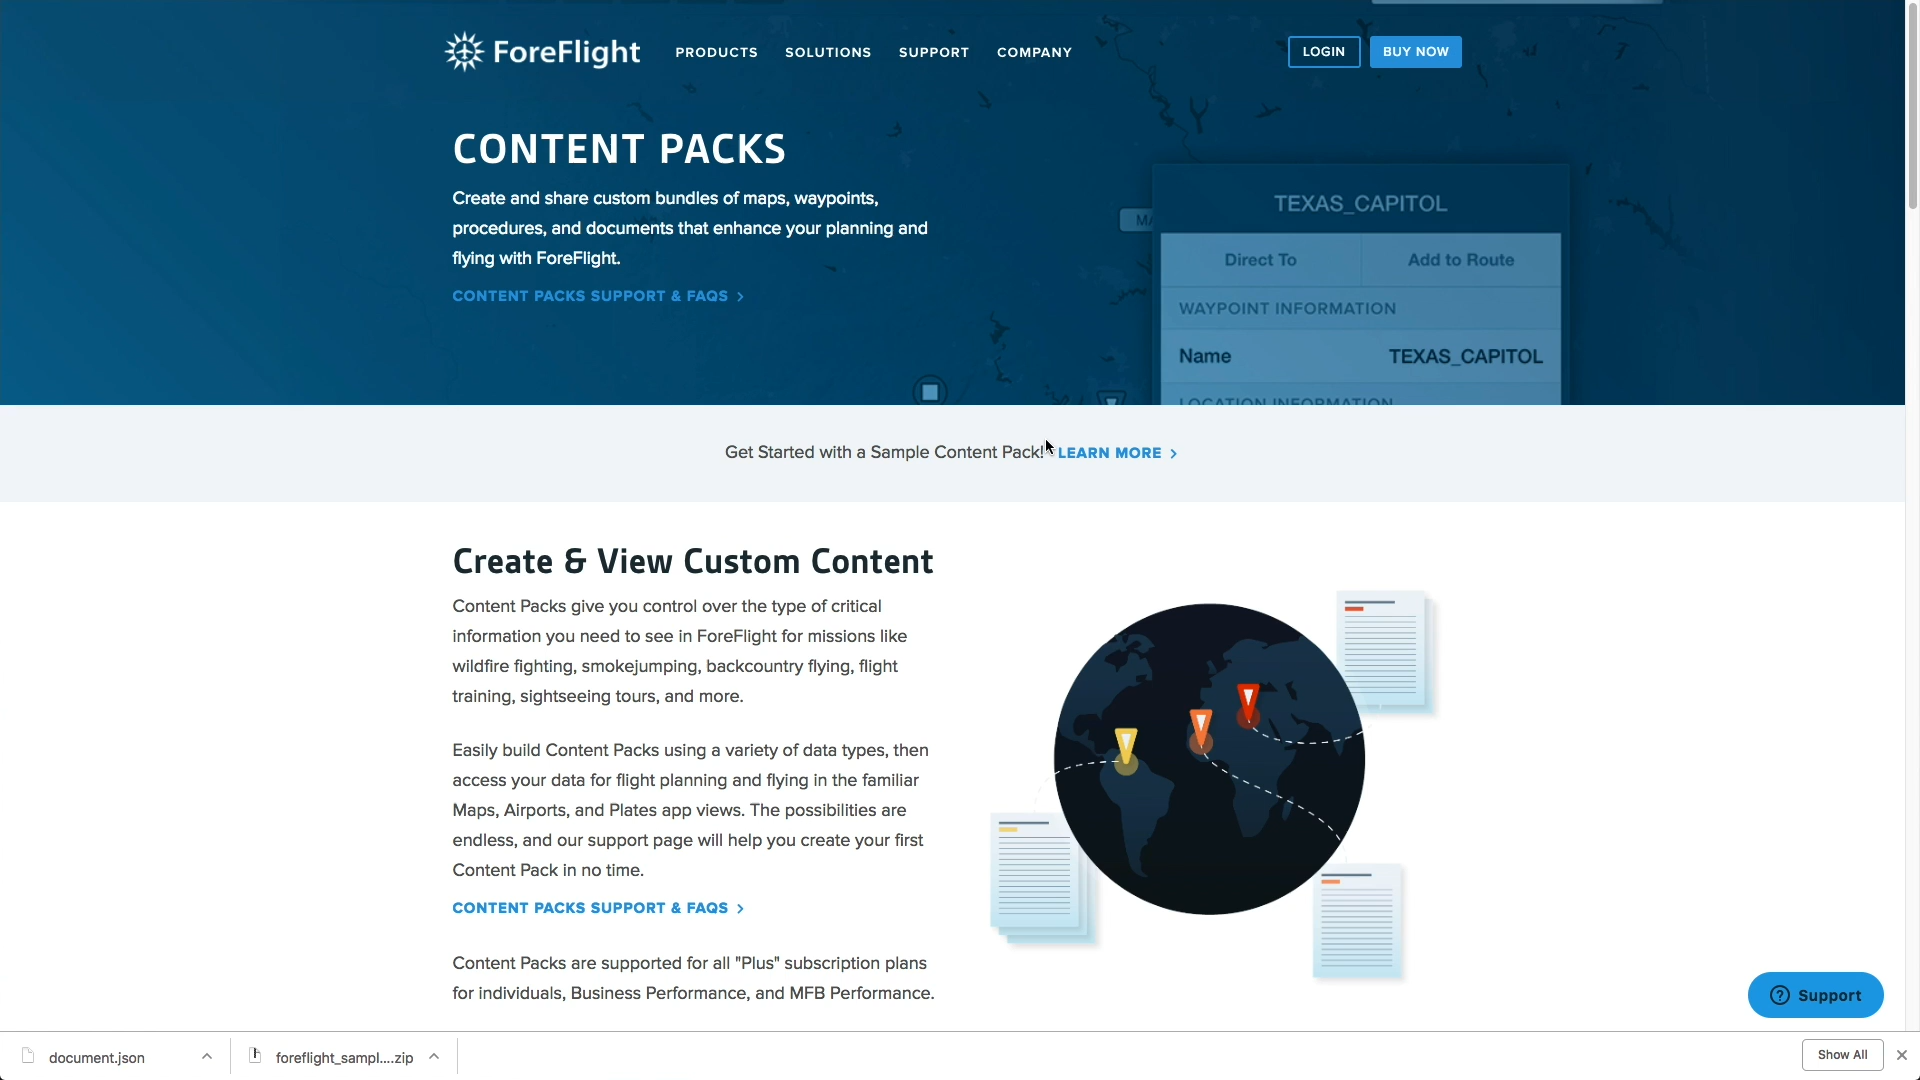 ForeFlight
PRODUCTS
SOLUTIONS
SUPPORT
COMPANY
LOGIN
BUY NOW
CONTENT PACKS
Create and share custom bundles of maps, waypoints,
procedures, and documents that enhance your planning and
flying with ForeFlight.
CONTENT PACKS SUPPORT & FAQS >
TEXAS_CAPITOL
Direct To
Add to Route
WAYPOINT INFORMATION
Name
TEXAS_CAPITOL
LOCATION INFORMATION
Get Started with a Sample Content Pack! LEARN MORE >
Create & View Custom Content
Content Packs give you control over the type of critical
information you need to see in ForeFlight for missions like
wildfire fighting, smokejumping, backcountry flying, flight
training, sightseeing tours, and more.
Easily build Content Packs using a variety of data types, then
access your data for flight planning and flying in the familiar
Maps, Airports, and Plates app views. The possibilities are
endless, and our support page will help you create your first
Content Pack in no time.
CONTENT PACKS SUPPORT & FAQS >
Content Packs are supported for all "Plus" subscription plans
for individuals, Business Performance, and MFB Performance.
? Support
document.json
foreflight_sampl....zip
Show All